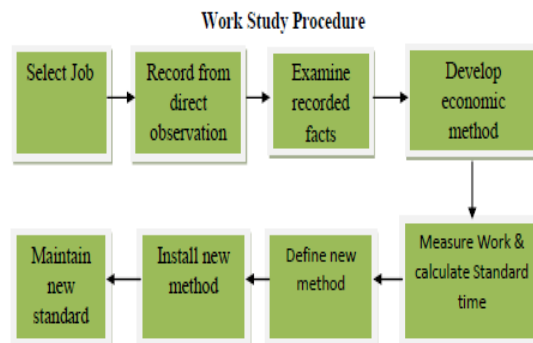 Work Study Procedure
Select Job
Record from
direct
observation
Examine
recorded
facts
Develop
economic
method
Measure Work &
calculate Standard
time
Define new
method
Install new
method
Maintain
new
standard